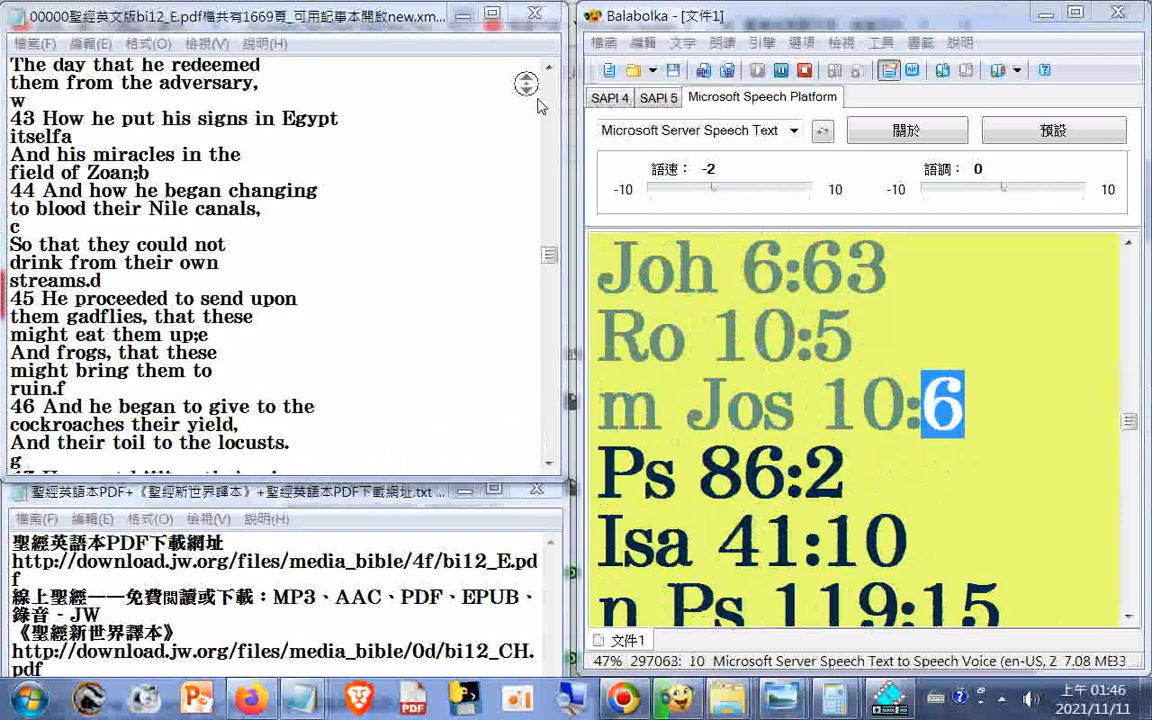 00000聖經英文版bi12_E.pdf檔共有1669頁_可用記事本開啟new.xm...
檔案(F) 編輯(E) 格式(O) 檢視(V) 說明(H)
The day that he redeemed
them from the adversary,
w
43 How he put his signs in Egypt
itselfa
And his miracles in the
field of Zoan;b
44 And how he began changing
to blood their Nile canals,
c
So that they could not
drink from their own
streams.d
45 He proceeded to send upon
them gadflies, that these
might eat them up;e
And frogs, that these
might bring them to
ruin.f
46 And he began to give to the
cockroaches their yield,
And their toil to the locusts.
g
聖經英語本PDF+《聖經新世界譯本》+聖經英語本PDF下載網址.txt ...
檔案(F) 編輯(E) 格式(O) 檢視(V) 說明(H)
聖經英語本PDF下載網址
http://download.jw.org/files/media_bible/4f/bi12_E.pd
f
線上聖經——免費閱讀或下載：MP3、AAC、PDF、EPUB、
錄音 - JW
《聖經新世界譯本》
http://download.jw.org/files/media_bible/0d/bi12_CH.
pdf
Balabolka - [文件1]
檔案 編輯 文字 朗讀 引擎 選項 檢視 工具 書籤 說明
SAPI 4 SAPI 5 Microsoft Speech Platform
Microsoft Server Speech Text 關於 預設
語速： -2 語調： 0
-10 10 -10 10
Joh 6:63
Ro 10:5
m Jos 10:6
Ps 86:2
Isa 41:10
n Ps 119:15
文件1
47% 297063: 10 Microsoft Server Speech Text to Speech Voice (en-US, Z 7.08 MB
上午 01:46
2021/11/11